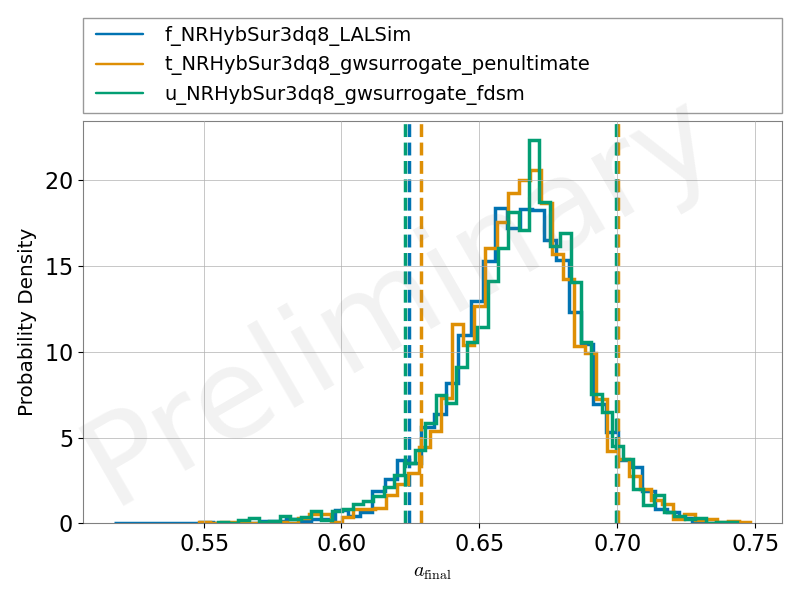 f_NRHybSur3dq8_LALSim
t_NRHybSur3dq8_gwsurrogate_penultimate
u_NRHybSur3dq8_gwsurrogate_fdsm
Preliminary
20
15
10
5
0
Probability Density
0.55 0.60 0.65 0.70 0.75
a_final